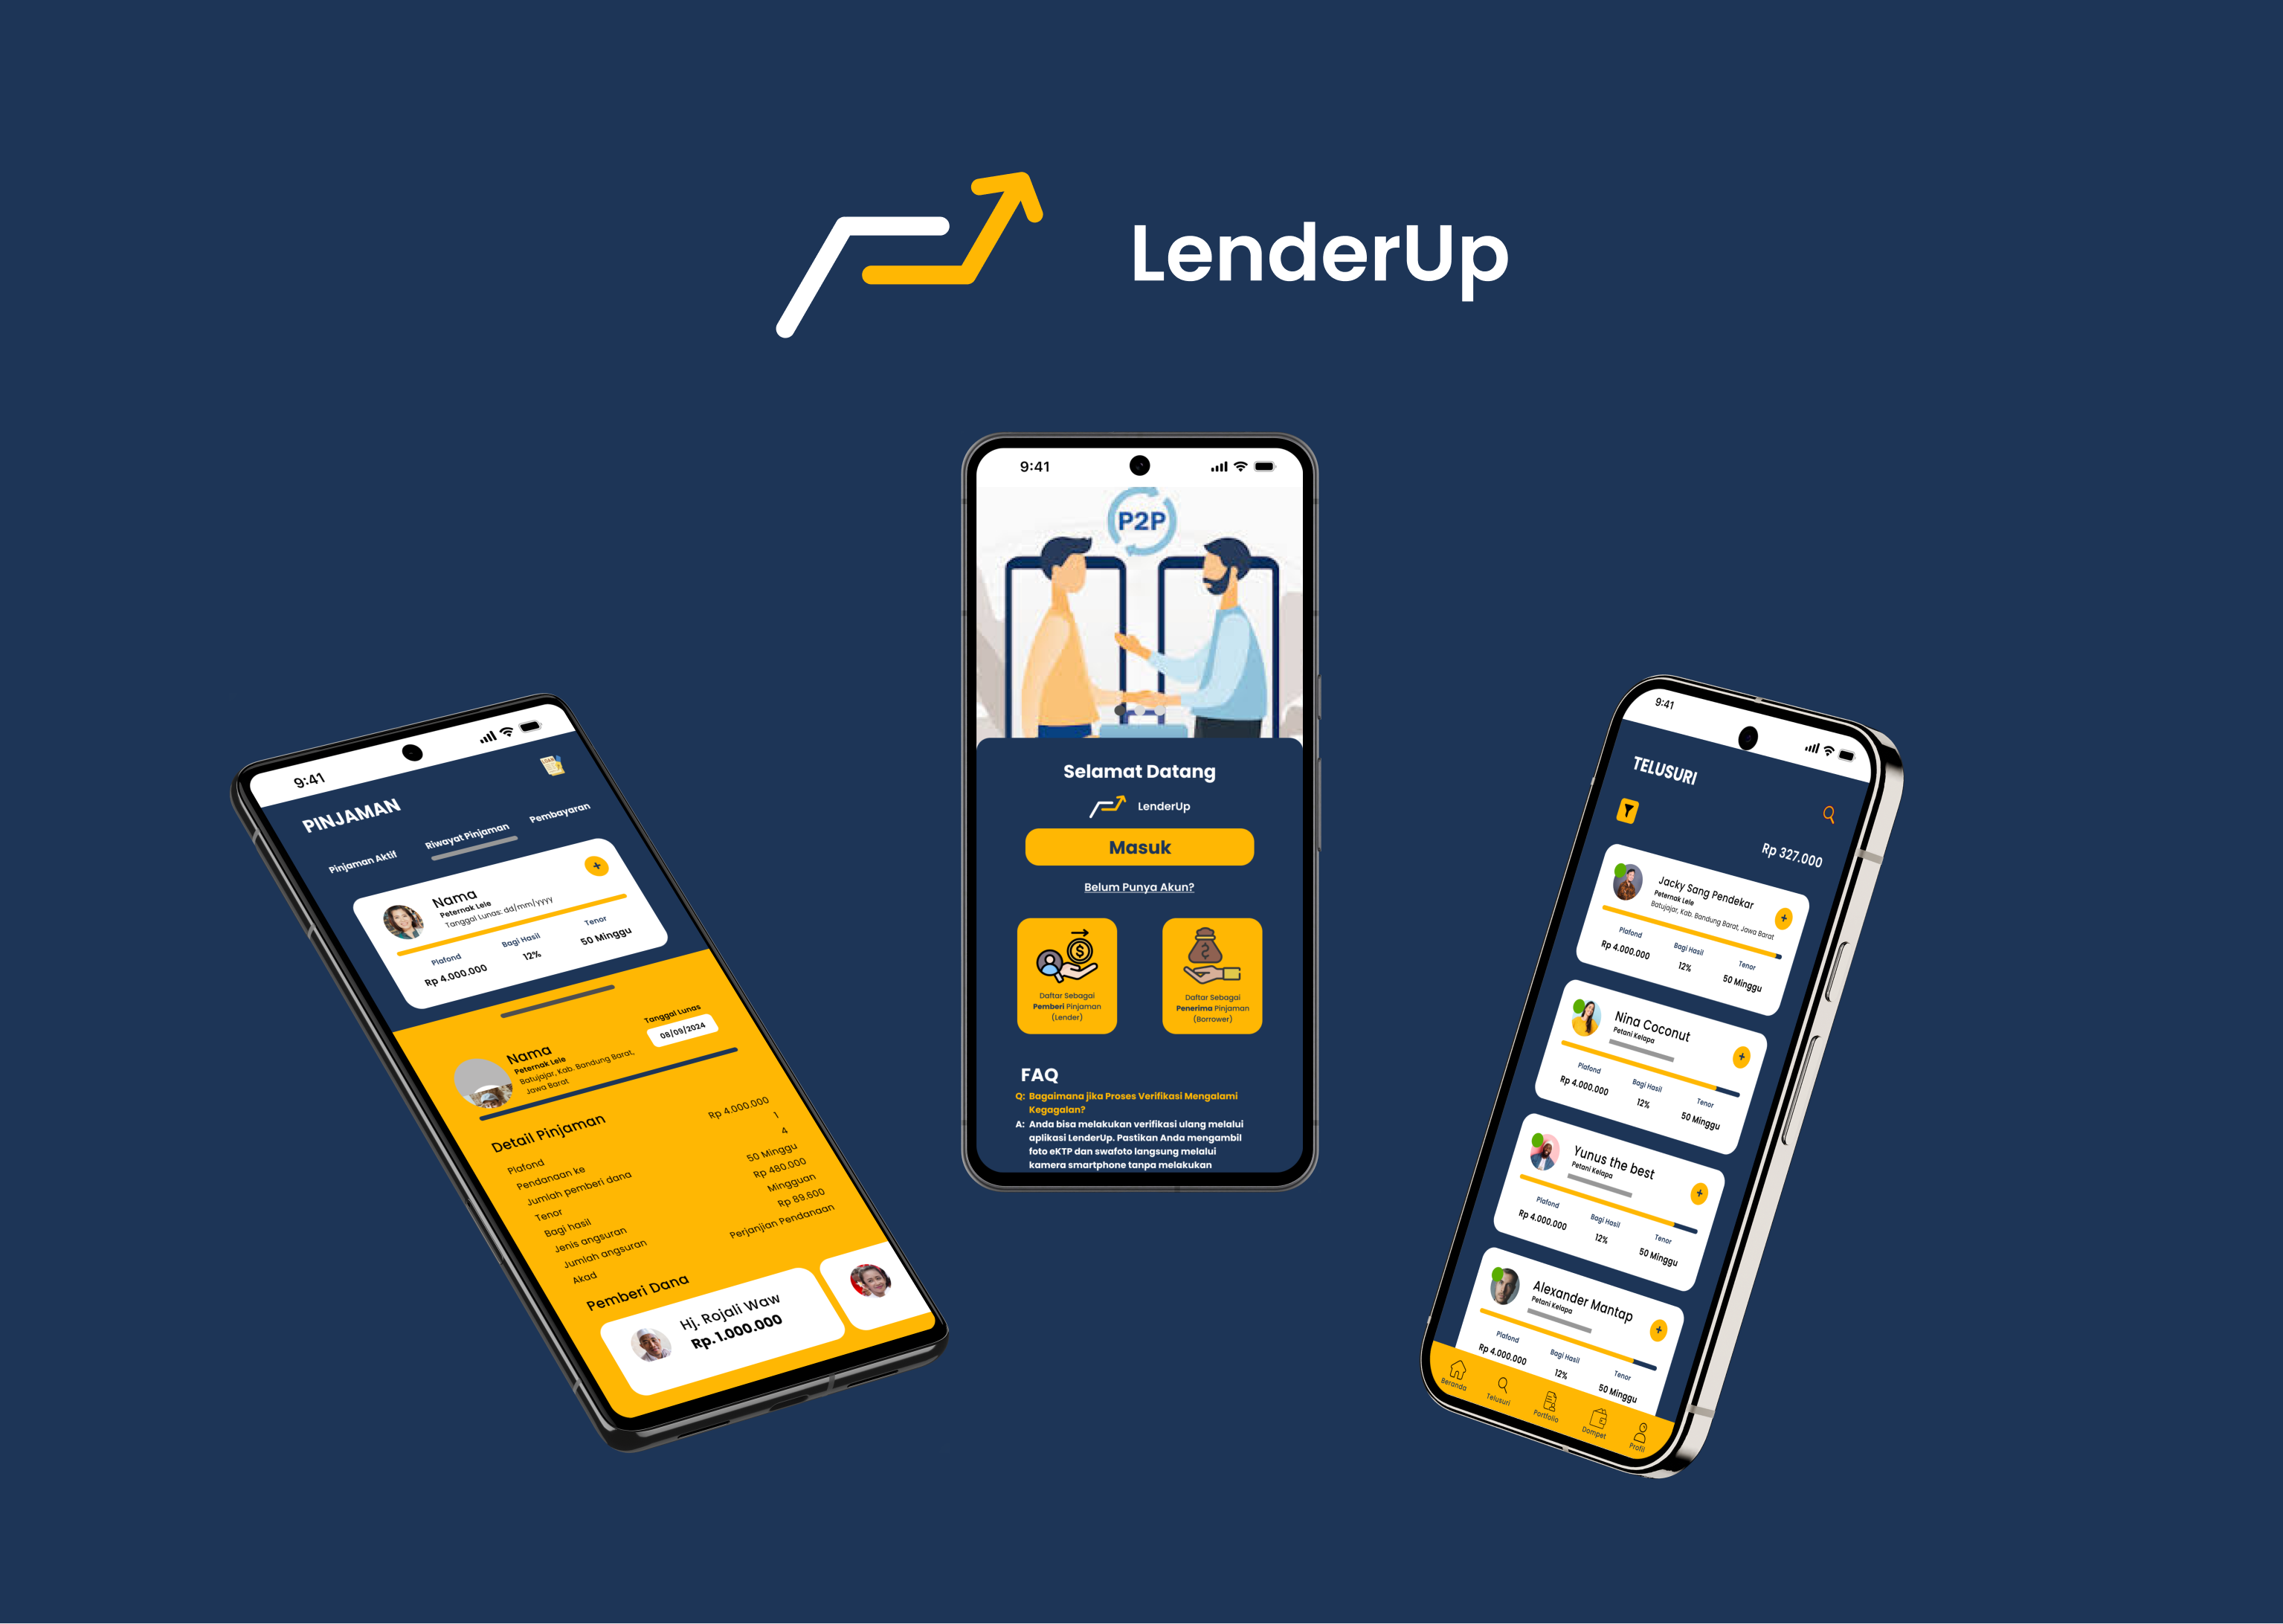 LenderUp
9:41
PINJAMAN
Pinjaman Aktif
Riwayat Pinjaman
Pembayaran
Nama
Peternak Lele
Tanggal Lunas: dd/mm/yyyy
Plafond
Bagi Hasil
Tenor
Rp 4.000.000
12%
50 Minggu
Nama
Peternak Lele
Batujajar, Kab. Bandung Barat,
Jawa Barat
Tanggal Lunas
08/09/2024
Detail Pinjaman
Plafond Rp 4.000.000
Pendanaan ke 1
Jumlah pemberi dana 4
Tenor 50 Minggu
Bagi hasil Rp 480.000
Jenis angsuran Mingguan
Jumlah angsuran Rp 89.600
Akad Perjanjian Pendanaan
Pemberi Dana
Hj. Rojali Waw
Rp.1.000.000
9:41
P2P
Selamat Datang
LenderUp
Masuk
Belum Punya Akun?
Daftar Sebagai
Pemberi Pinjaman
(Lender)
Daftar Sebagai
Penerima Pinjaman
(Borrower)
FAQ
Q: Bagaimana jika Proses Verifikasi Mengalami
Kegagalan?
A: Anda bisa melakukan verifikasi ulang melalui
aplikasi LenderUp. Pastikan Anda mengambil
foto eKTP dan swafoto langsung melalui
kamera smartphone tanpa melakukan
9:41
TELUSURI
Rp 327.000
Jacky Sang Pendekar
Peternak Lele
Batujajar, Kab. Bandung Barat, Jawa Barat
Plafond
Bagi Hasil
Tenor
Rp 4.000.000
12%
50 Minggu
Nina Coconut
Petani Kelapa
Plafond
Bagi Hasil
Tenor
Rp 4.000.000
12%
50 Minggu
Yunus the best
Petani Kelapa
Plafond
Bagi Hasil
Tenor
Rp 4.000.000
12%
50 Minggu
Alexander Mantap
Petani Kelapa
Plafond
Bagi Hasil
Tenor
Rp 4.000.000
12%
50 Minggu
Beranda
Telusuri
Portfolio
Dompet
Profil